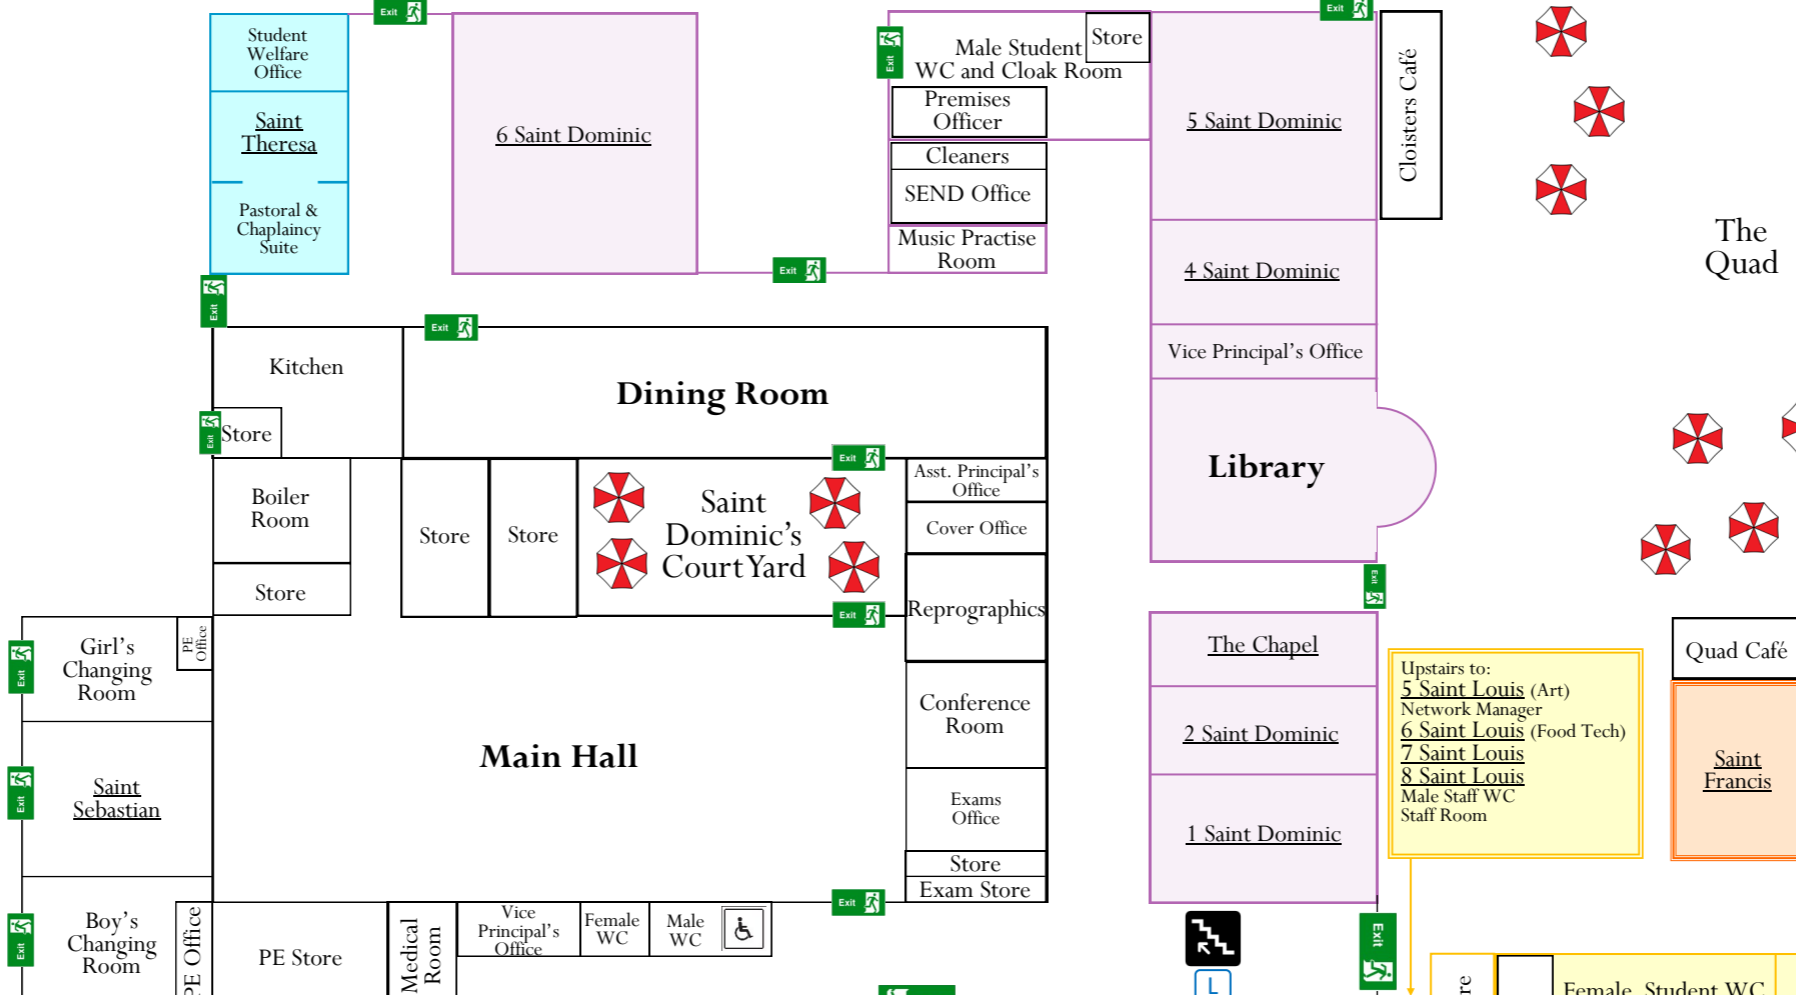 Exit
Exit
Student
Welfare
Office
Saint
Theresa
Pastoral &
Chaplaincy
Suite
6 Saint Dominic
Exit
Male Student
WC and Cloak Room
Store
Premises
Officer
Cleaners
SEND Office
Music Practise
Room
5 Saint Dominic
Cloisters Café
The
Quad
4 Saint Dominic
Vice Principal's Office
Library
Exit
Exit
Exit
Kitchen
Dining Room
Exit
Store
Boiler
Room
Store
Store
Store
Exit
Saint
Dominic's
CourtYard
Exit
Asst. Principal's
Office
Cover Office
Reprographics
Conference
Room
Exams
Office
Store
Exam Store
Exit
Girl's
Changing
Room
PE
Office
Exit
Saint
Sebastian
Exit
Boy's
Changing
Room
PE Office
Main Hall
Exit
PE Store
Medical
Room
Vice
Principal's
Office
Female
WC
Male
WC
Exit
The Chapel
2 Saint Dominic
1 Saint Dominic
Upstairs to:
5 Saint Louis (Art)
Network Manager
6 Saint Louis (Food Tech)
7 Saint Louis
8 Saint Louis
Male Staff WC
Staff Room
Quad Café
Saint
Francis
L
Exit
re
Female Student WC